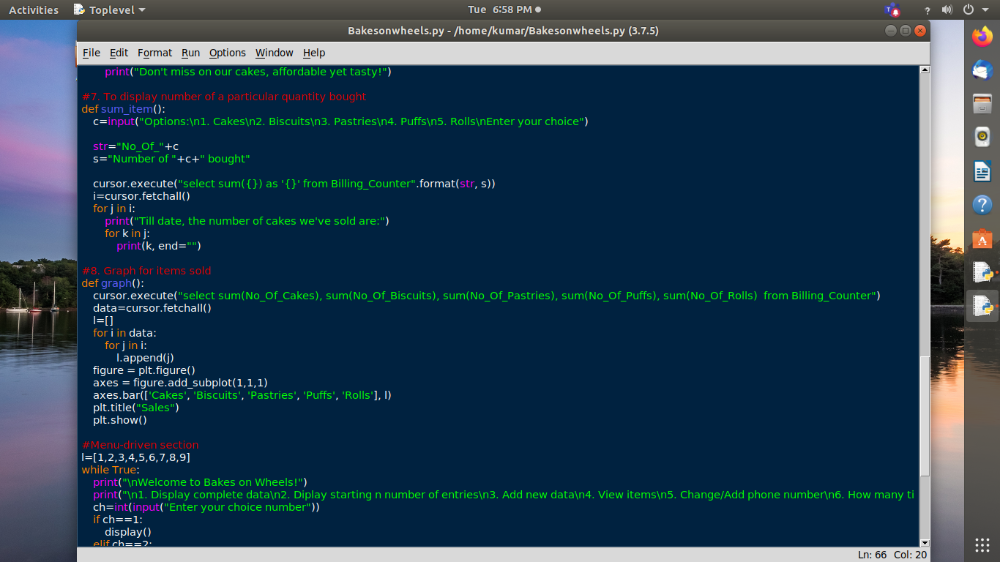 Activities Toplevel Tue 6:58 PM
Bakesonwheels.py - /home/kumar/Bakesonwheels.py (3.7.5)
File Edit Format Run Options Window Help
        print("Don't miss on our cakes, affordable yet tasty!")
#7. To display number of a particular quantity bought
def sum_item():
    c=input("Options:\n1. Cakes\n2. Biscuits\n3. Pastries\n4. Puffs\n5. Rolls\nEnter your choice")
    str="No_Of_"+c
    s="Number of "+c+" bought"
    cursor.execute("select sum({}) as '{}' from Billing_Counter".format(str, s))
    i=cursor.fetchall()
    for j in i:
        print("Till date, the number of cakes we've sold are:")
        for k in j:
            print(k, end="")
#8. Graph for items sold
def graph():
    cursor.execute("select sum(No_Of_Cakes), sum(No_Of_Biscuits), sum(No_Of_Pastries), sum(No_Of_Puffs), sum(No_Of_Rolls)  from Billing_Counter")
    data=cursor.fetchall()
    l=[]
    for i in data:
        for j in i:
            l.append(j)
    figure = plt.figure()
    axes = figure.add_subplot(1,1,1)
    axes.bar(['Cakes', 'Biscuits', 'Pastries', 'Puffs', 'Rolls'], l)
    plt.title("Sales")
    plt.show()
#Menu-driven section
l=[1,2,3,4,5,6,7,8,9]
while True:
    print("\nWelcome to Bakes on Wheels!")
    print("\n1. Display complete data\n2. Diplay starting n number of entries\n3. Add new data\n4. View items\n5. Change/Add phone number\n6. How many ti
    ch=int(input("Enter your choice number"))
    if ch==1:
        display()
    elif ch==2:
Ln: 66 Col: 20